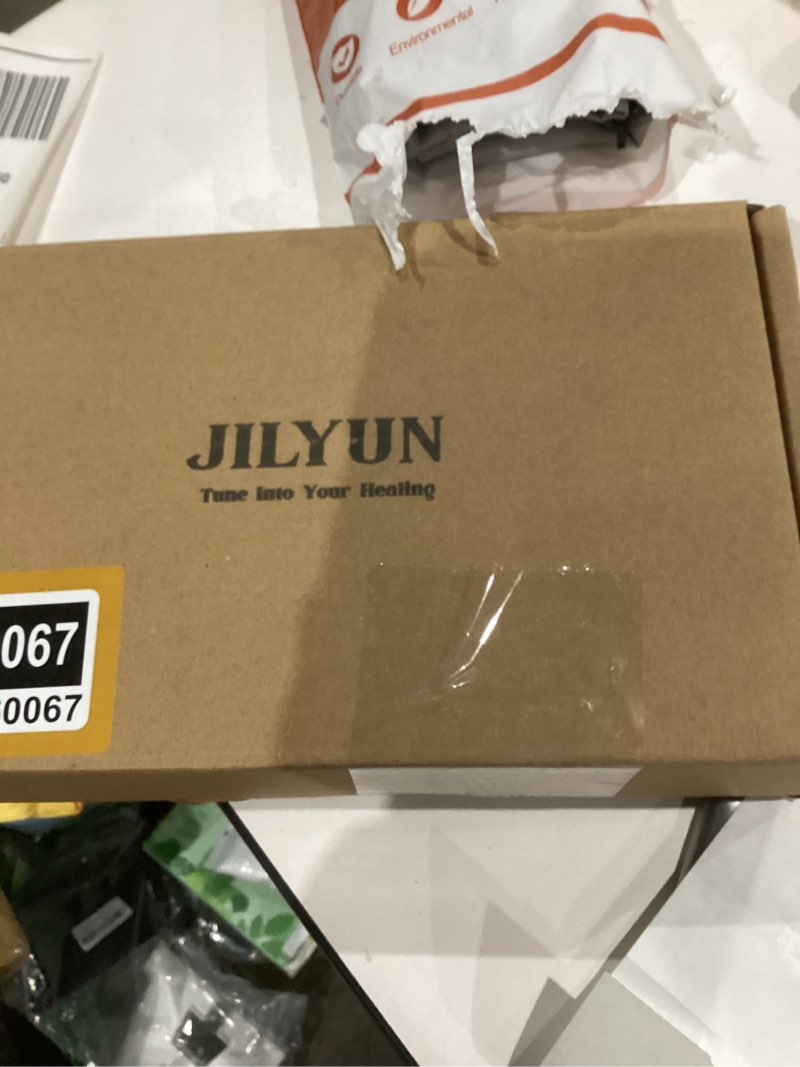 Environmental
JILYUN
Tune Into Your Healing
067
0067